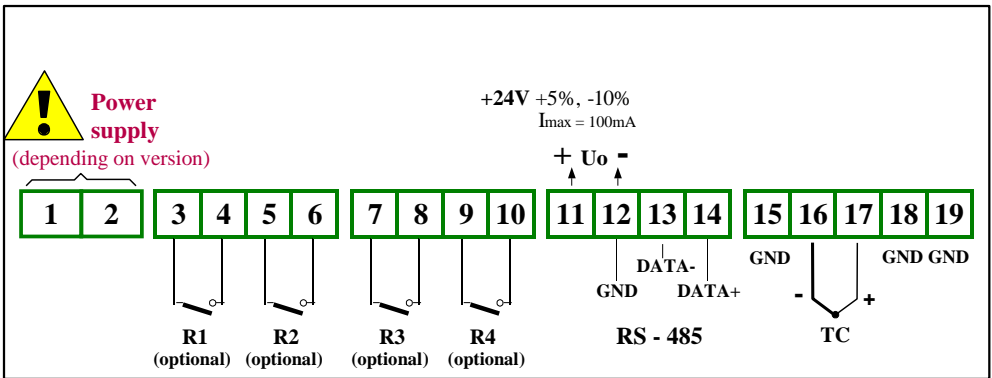 Power
supply
(depending on version)
+24V +5%, -10%
Imax = 100mA
+ Uo -
1 2 3 4 5 6 7 8 9 10 11 12 13 14 15 16 17 18 19
GND DATA- DATA+
GND GND GND
- +
R1 R2 R3 R4 RS - 485 TC
(optional) (optional) (optional) (optional)